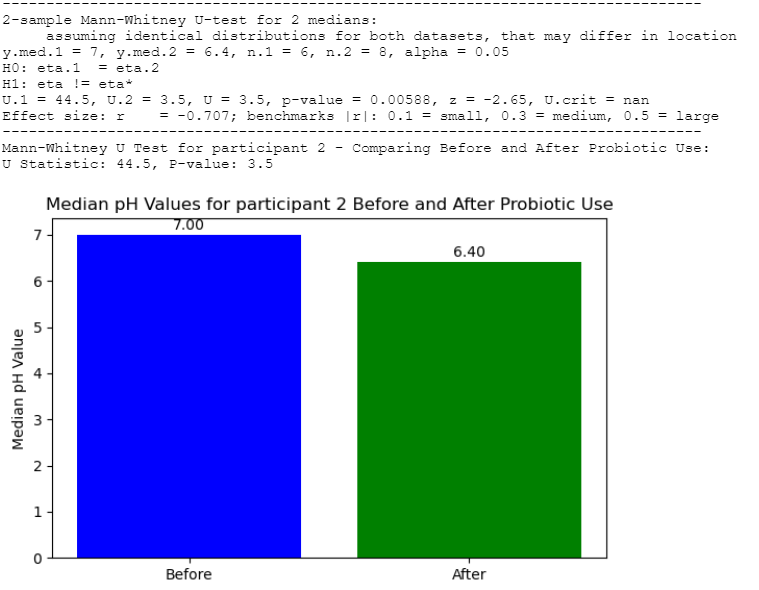 --------------------------------------------------------------------------------
2-sample Mann-Whitney U-test for 2 medians:
     assuming identical distributions for both datasets, that may differ in location
y.med.1 = 7, y.med.2 = 6.4, n.1 = 6, n.2 = 8, alpha = 0.05
H0: eta.1  = eta.2
H1: eta != eta*
U.1 = 44.5, U.2 = 3.5, U = 3.5, p-value = 0.00588, z = -2.65, U.crit = nan
Effect size: r    = -0.707; benchmarks |r|: 0.1 = small, 0.3 = medium, 0.5 = large
--------------------------------------------------------------------------------
Mann-Whitney U Test for participant 2 - Comparing Before and After Probiotic Use:
U Statistic: 44.5, P-value: 3.5
Median pH Values for participant 2 Before and After Probiotic Use
7.00
6.40
Median pH Value
7
6
5
4
3
2
1
0
Before
After